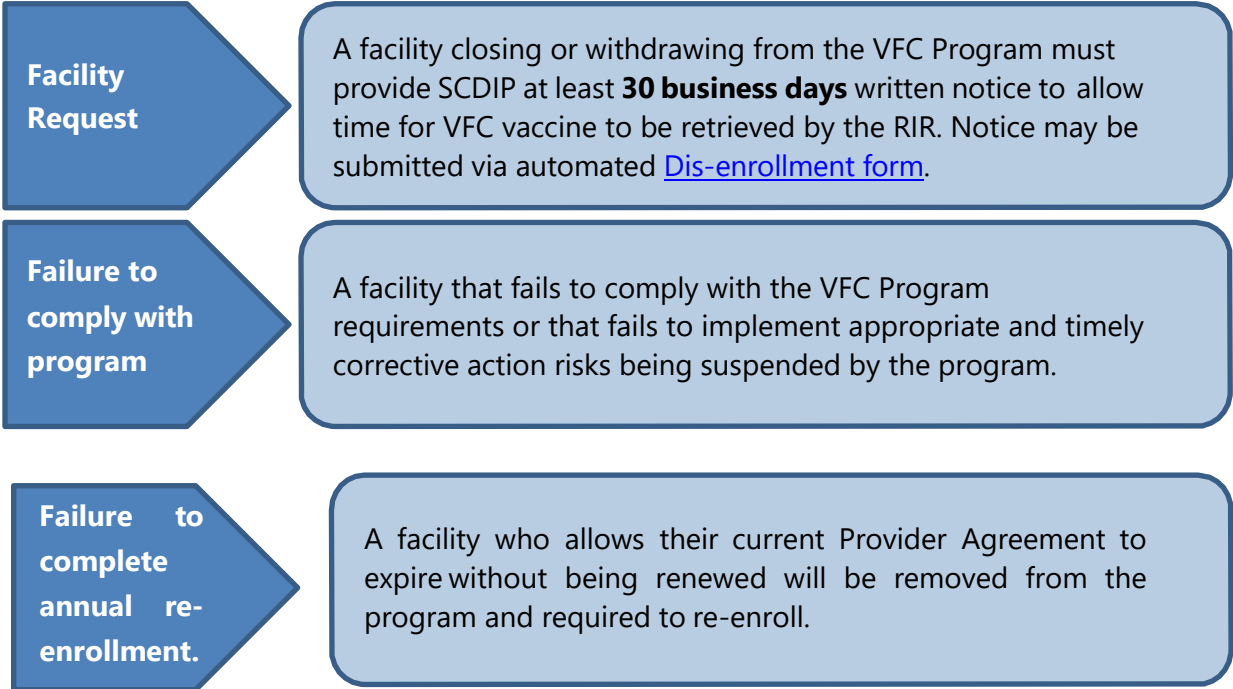 Facility
Request
A facility closing or withdrawing from the VFC Program must
provide SCDIP at least 30 business days written notice to allow
time for VFC vaccine to be retrieved by the RIR. Notice may be
submitted via automated Dis-enrollment form.
Failure to
comply with
program
A facility that fails to comply with the VFC Program
requirements or that fails to implement appropriate and timely
corrective action risks being suspended by the program.
Failure to
complete
annual re-
enrollment.
A facility who allows their current Provider Agreement to
expire without being renewed will be removed from the
program and required to re-enroll.